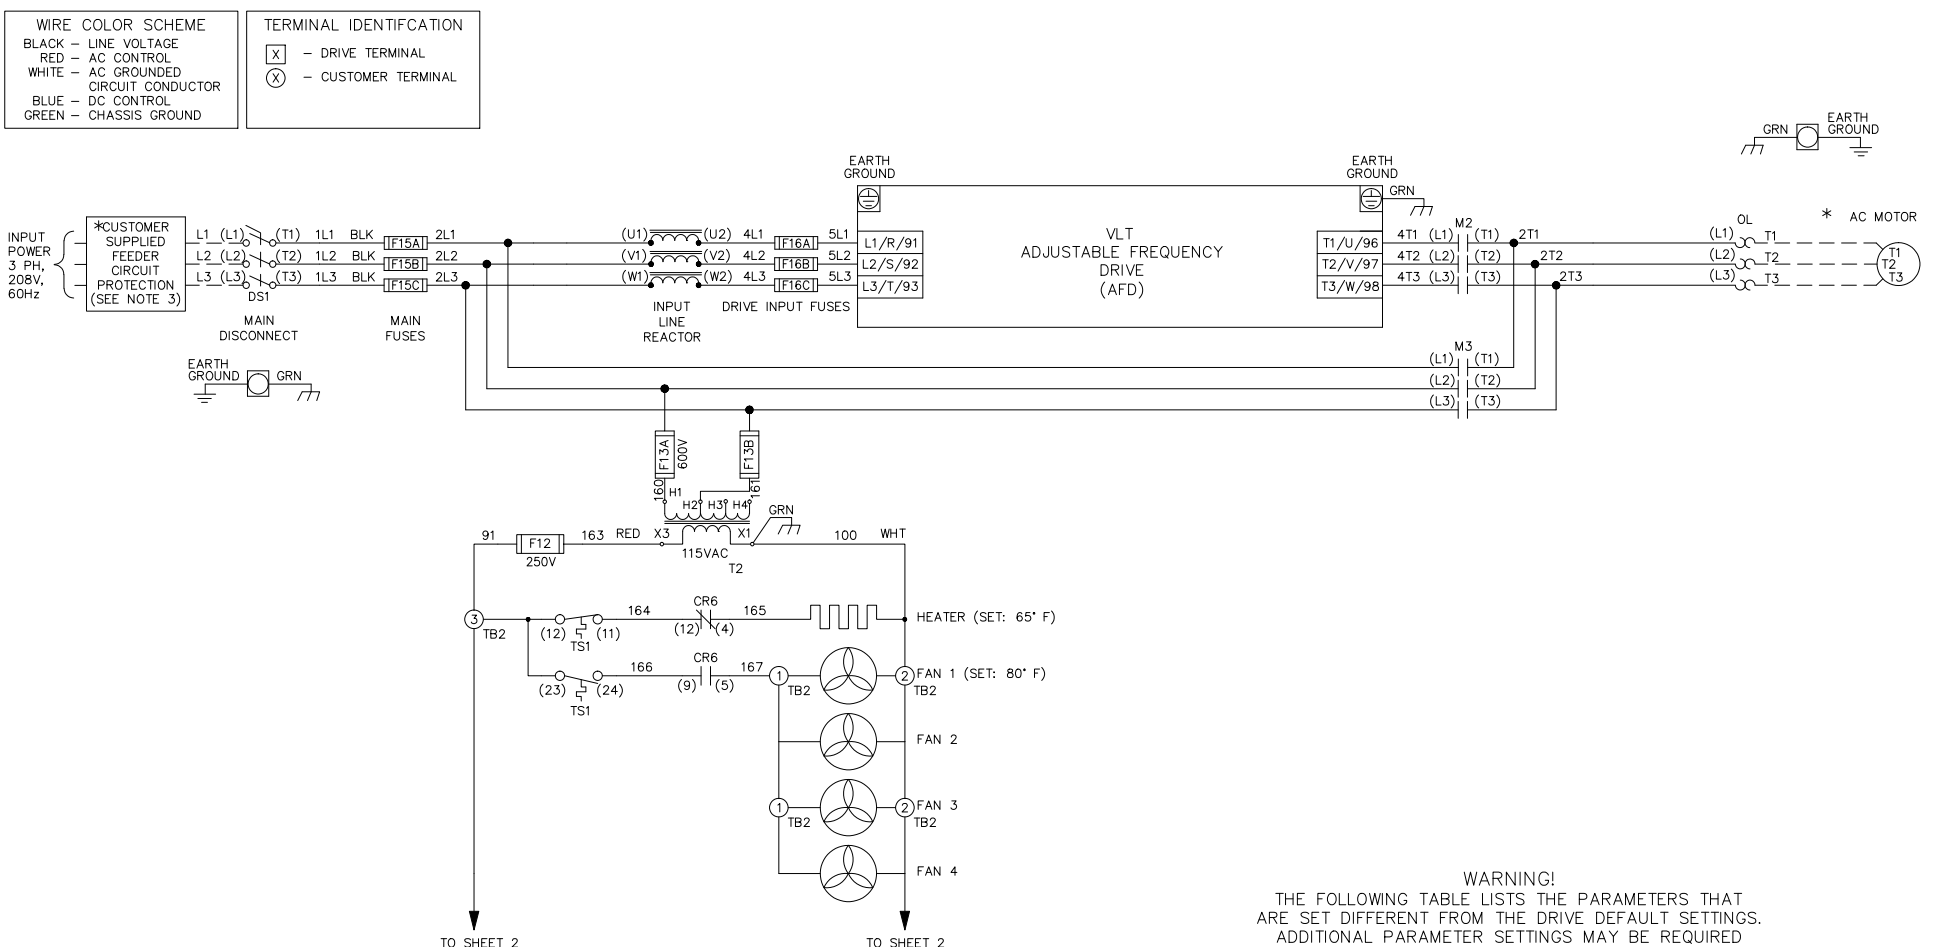 WIRE COLOR SCHEME
BLACK – LINE VOLTAGE
RED – AC CONTROL
WHITE – AC GROUNDED
CIRCUIT CONDUCTOR
BLUE – DC CONTROL
GREEN – CHASSIS GROUND
TERMINAL IDENTIFCATION
X – DRIVE TERMINAL
X – CUSTOMER TERMINAL
GRN
EARTH
GROUND
INPUT
POWER
3 PH,
208V,
60Hz
*CUSTOMER
SUPPLIED
FEEDER
CIRCUIT
PROTECTION
(SEE NOTE 3)
L1 (L1) (T1) 1L1 BLK F15A 2L1
L2 (L2) (T2) 1L2 BLK F15B 2L2
L3 (L3) (T3) 1L3 BLK F15C 2L3
DS1
MAIN
DISCONNECT
MAIN
FUSES
(U1) (U2) 4L1 F16A 5L1
(V1) (V2) 4L2 F16B 5L2
(W1) (W2) 4L3 F16C 5L3
INPUT
LINE
REACTOR
DRIVE INPUT FUSES
EARTH
GROUND
L1/R/91
L2/S/92
L3/T/93
VLT
ADJUSTABLE FREQUENCY
DRIVE
(AFD)
EARTH
GROUND
GRN
T1/U/96
T2/V/97
T3/W/98
M2
4T1 (L1) (T1) 2T1
4T2 (L2) (T2) 2T2
4T3 (L3) (T3) 2T3
OL
(L1) T1
(L2) T2
(L3) T3
* AC MOTOR
T1
T2
T3
M3
(L1) (T1)
(L2) (T2)
(L3) (T3)
EARTH
GROUND
GRN
F13A
600V
F13B
160
161
H1
H2 H3 H4
GRN
91 F12 163 RED X3 X1 100 WHT
250V
115VAC
T2
3
TB2
(12) (11)
TS1
164
CR6
(12) (4)
165
HEATER (SET: 65° F)
(23) (24)
TS1
166
CR6
(9) (5)
167
1
TB2
2
TB2
FAN 1 (SET: 80° F)
FAN 2
1
TB2
2
TB2
FAN 3
FAN 4
TO SHEET 2
TO SHEET 2
WARNING!
THE FOLLOWING TABLE LISTS THE PARAMETERS THAT
ARE SET DIFFERENT FROM THE DRIVE DEFAULT SETTINGS.
ADDITIONAL PARAMETER SETTINGS MAY BE REQUIRED